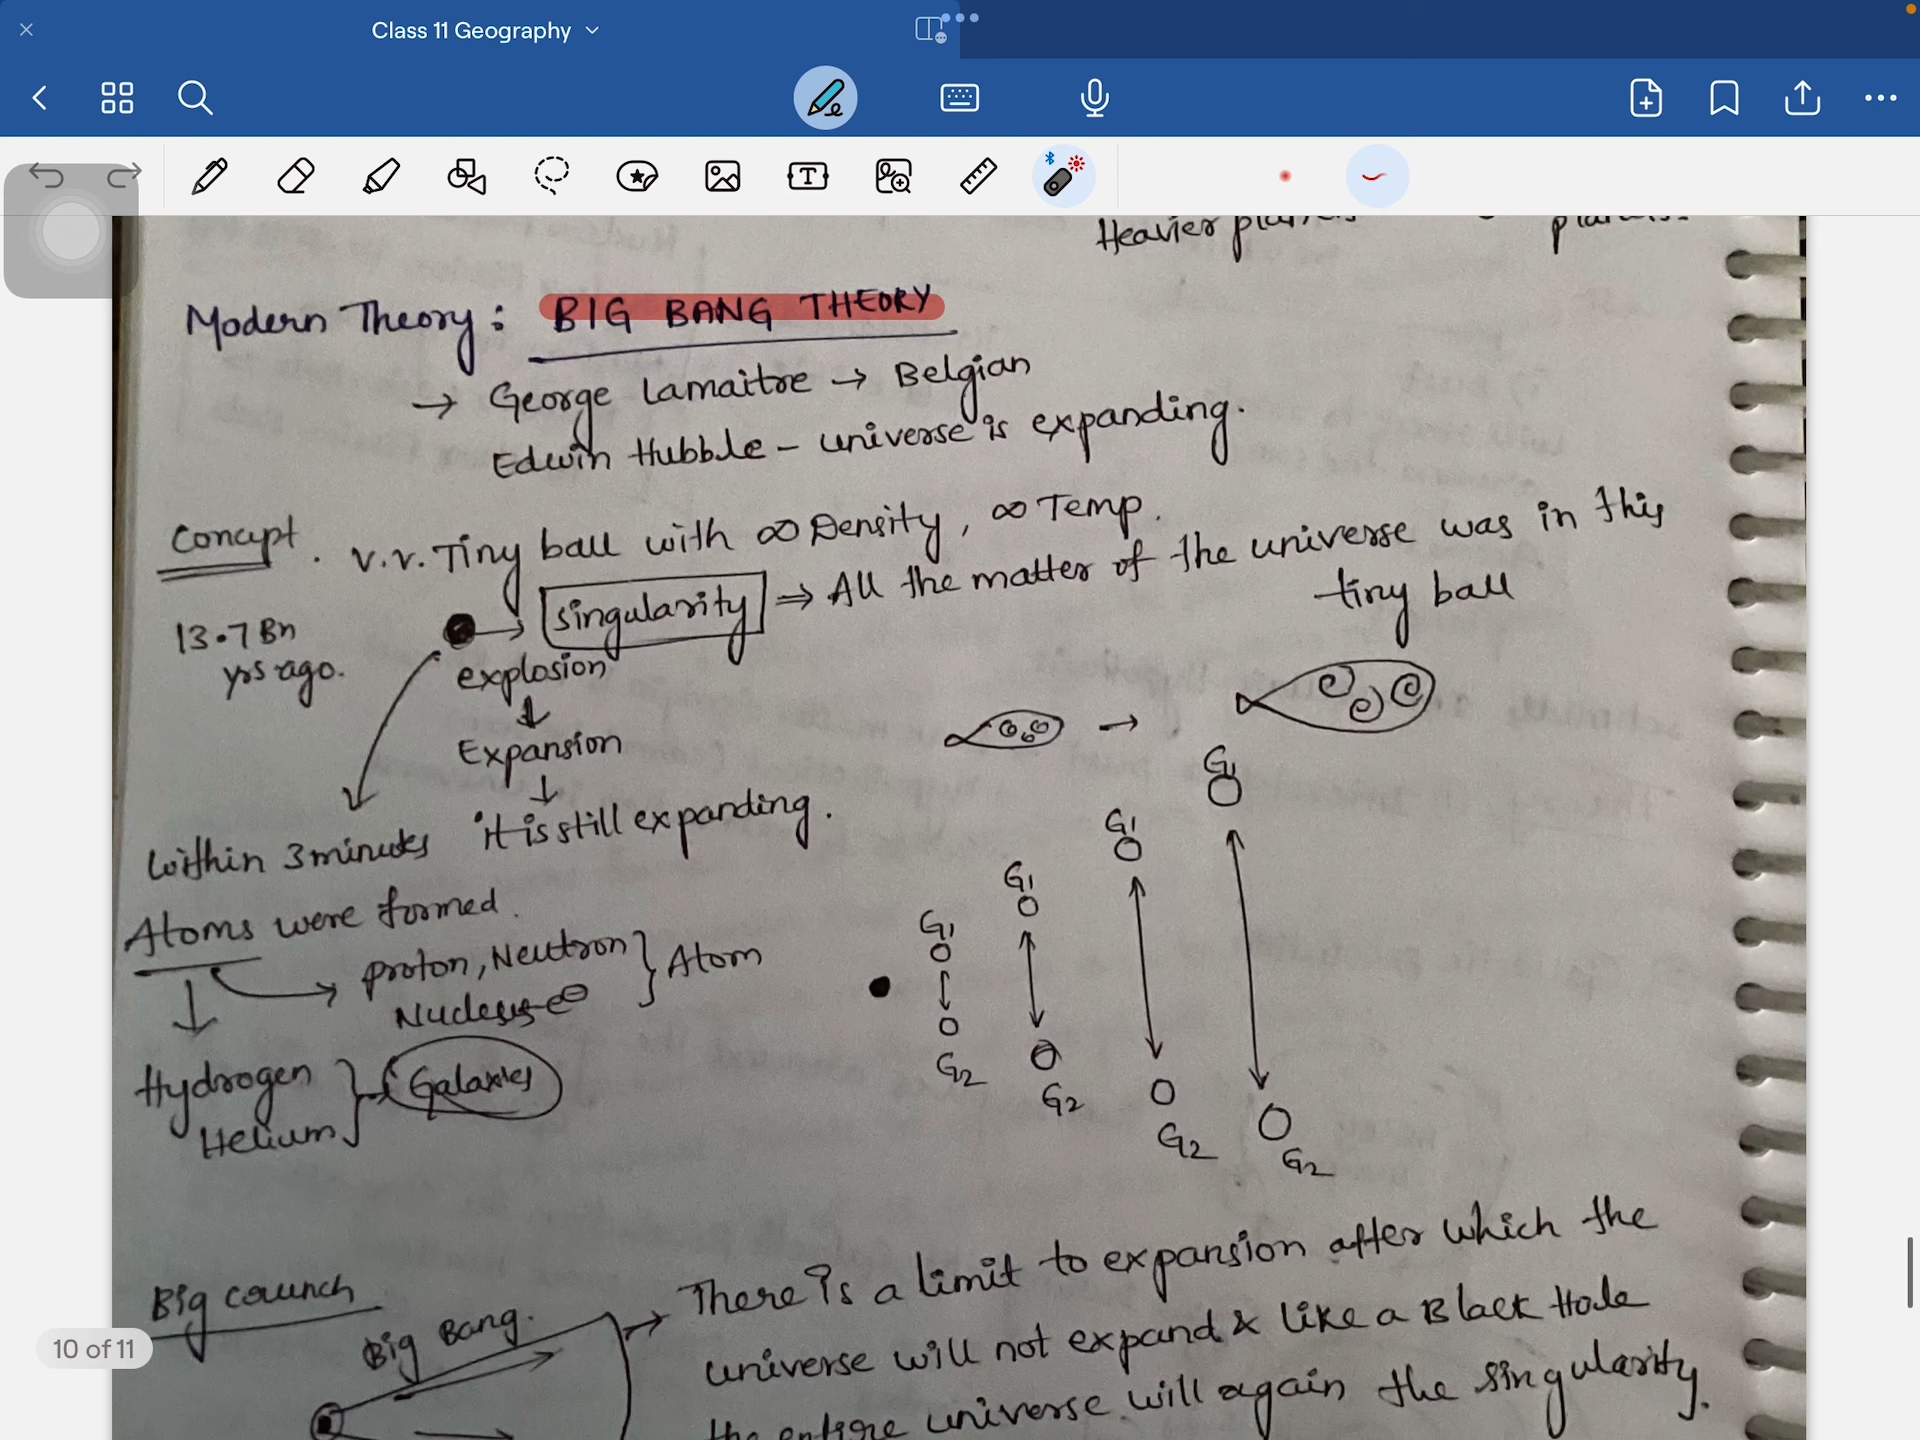 Class 11 Geography
Heavier
Modern Theory : BIG BANG THEORY
→ George Lamaitre → Belgian
Edwin Hubble - universe is expanding.
Concept . v.v. Tiny ball with ∞ Density, ∞ Temp.
singularity ⇒ All the matter of the universe was in this
tiny ball
13.7 Bn
yrs ago.
explosion
↓
Expansion
↓
it is still expanding.
Within 3 minutes
Atoms were formed.
proton, Neutron } Atom
Hydrogen
Helium } → Galaxies
G1 G1 G1 G1
G2 G2 G2 G2
Big crunch
Big Bang.
→ There is a limit to expansion after which the
universe will not expand & like a Black Hole
the entire universe will again the singularity.
10 of 11